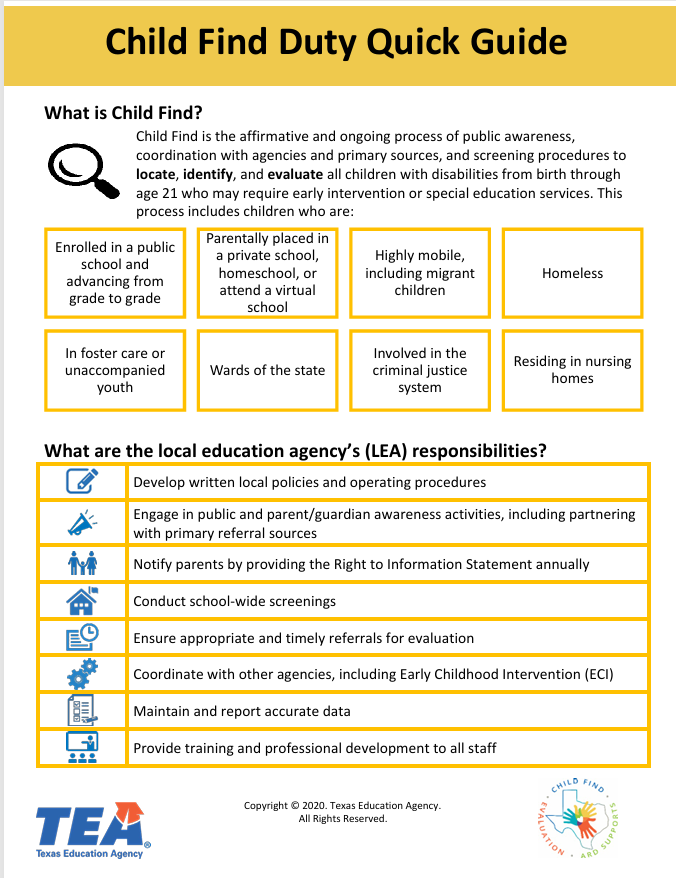 Child Find Duty Quick Guide
What is Child Find?
Child Find is the affirmative and ongoing process of public awareness,
coordination with agencies and primary sources, and screening procedures to
locate, identify, and evaluate all children with disabilities from birth through
age 21 who may require early intervention or special education services. This
process includes children who are:
Enrolled in a public
school and
advancing from
grade to grade
Parentally placed in
a private school,
homeschool, or
attend a virtual
school
Highly mobile,
including migrant
children
Homeless
In foster care or
unaccompanied
youth
Wards of the state
Involved in the
criminal justice
system
Residing in nursing
homes
What are the local education agency’s (LEA) responsibilities?
Develop written local policies and operating procedures
Engage in public and parent/guardian awareness activities, including partnering
with primary referral sources
Notify parents by providing the Right to Information Statement annually
Conduct school-wide screenings
Ensure appropriate and timely referrals for evaluation
Coordinate with other agencies, including Early Childhood Intervention (ECI)
Maintain and report accurate data
Provide training and professional development to all staff
TEA®
Texas Education Agency
Copyright © 2020. Texas Education Agency.
All Rights Reserved.
CHILD FIND • EVALUATION • ARD SUPPORTS •